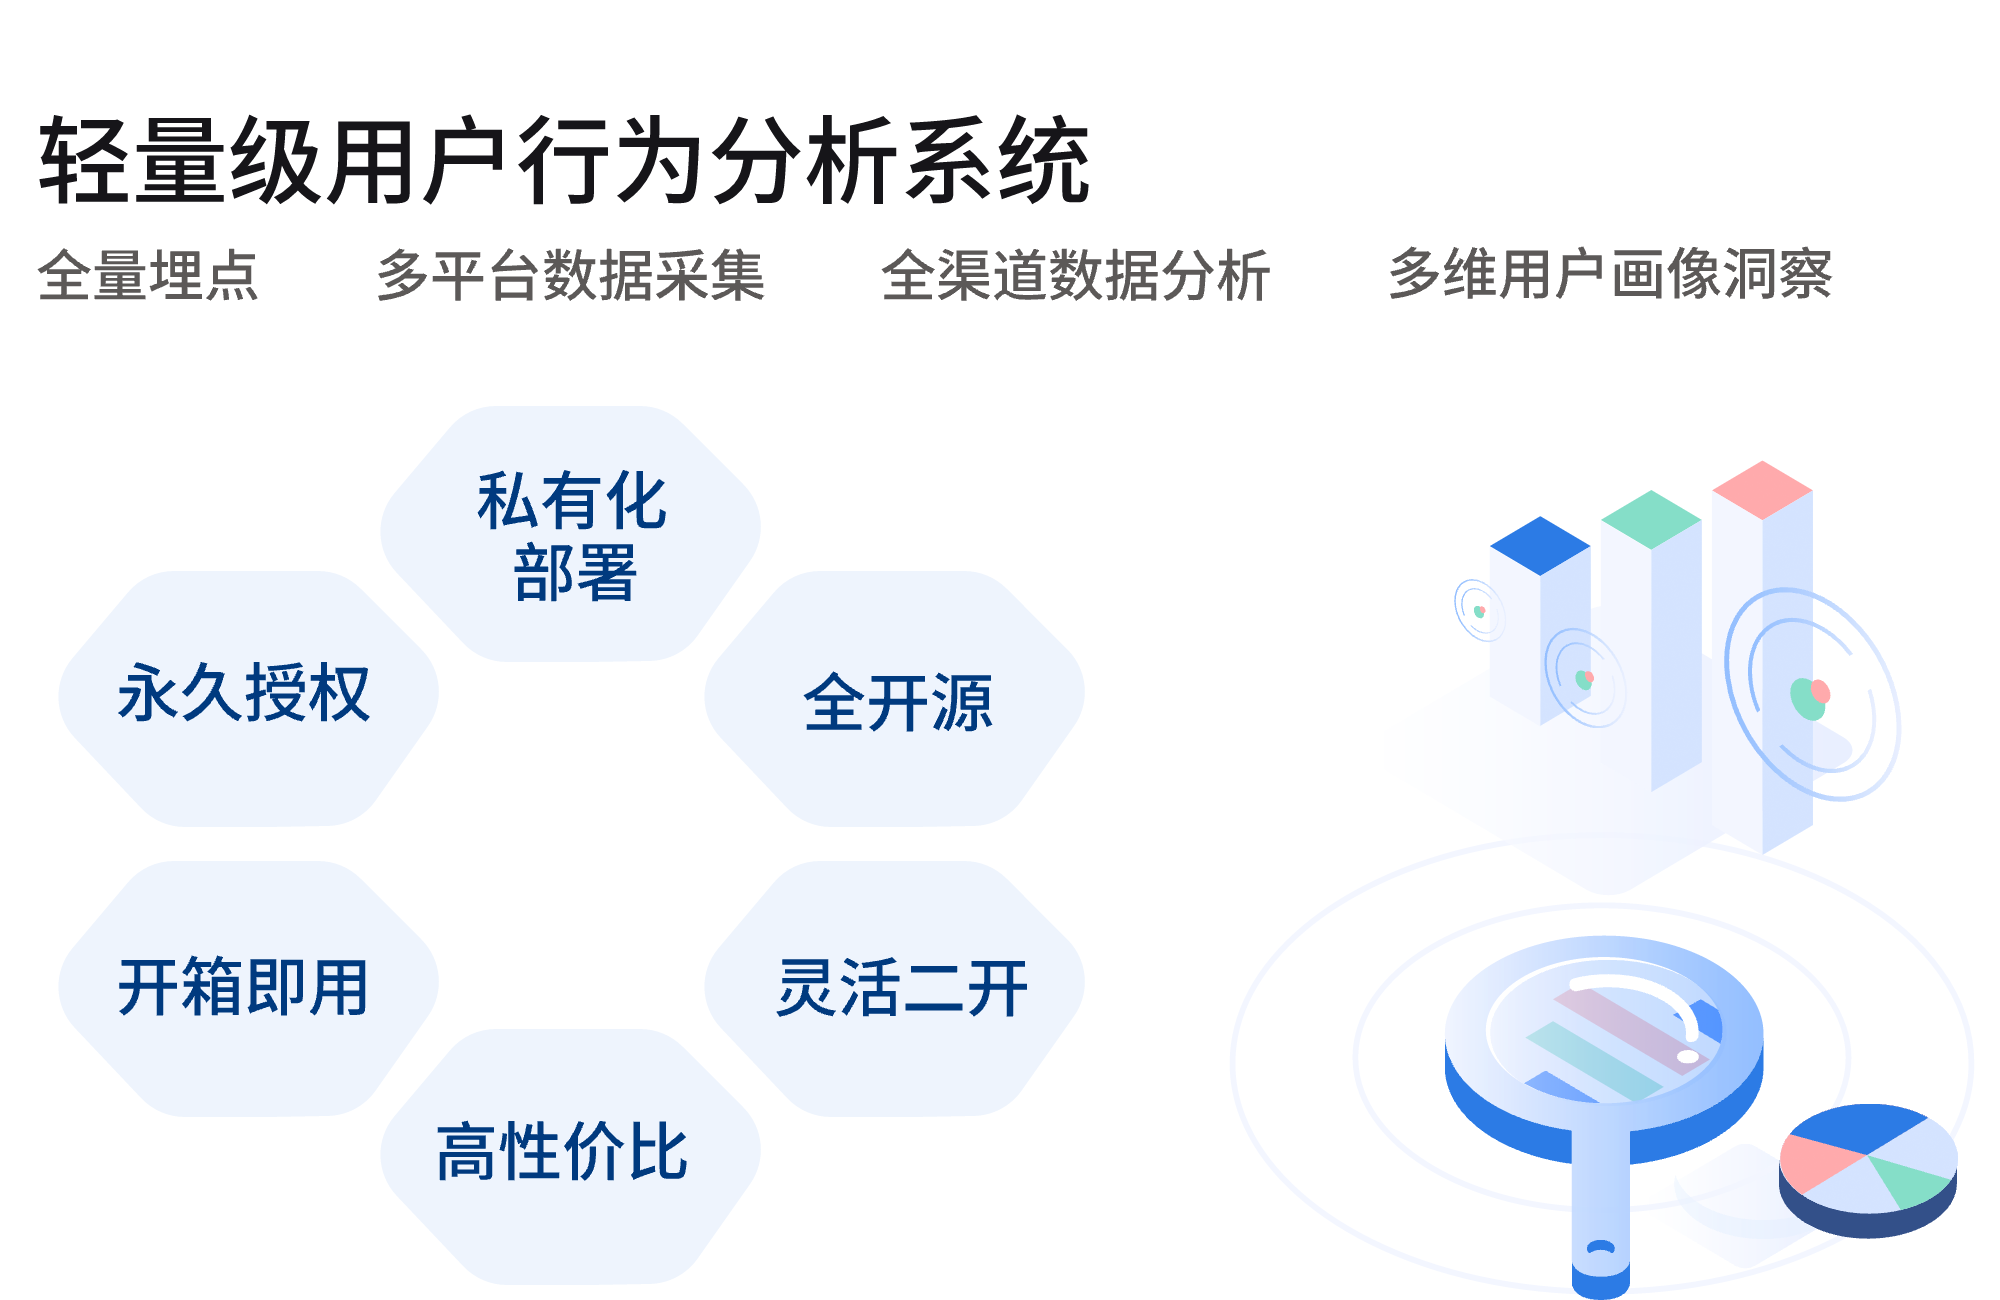 轻量级用户行为分析系统
全量埋点 多平台数据采集 全渠道数据分析 多维用户画像洞察
私有化
部署
永久授权
全开源
开箱即用
灵活二开
高性价比